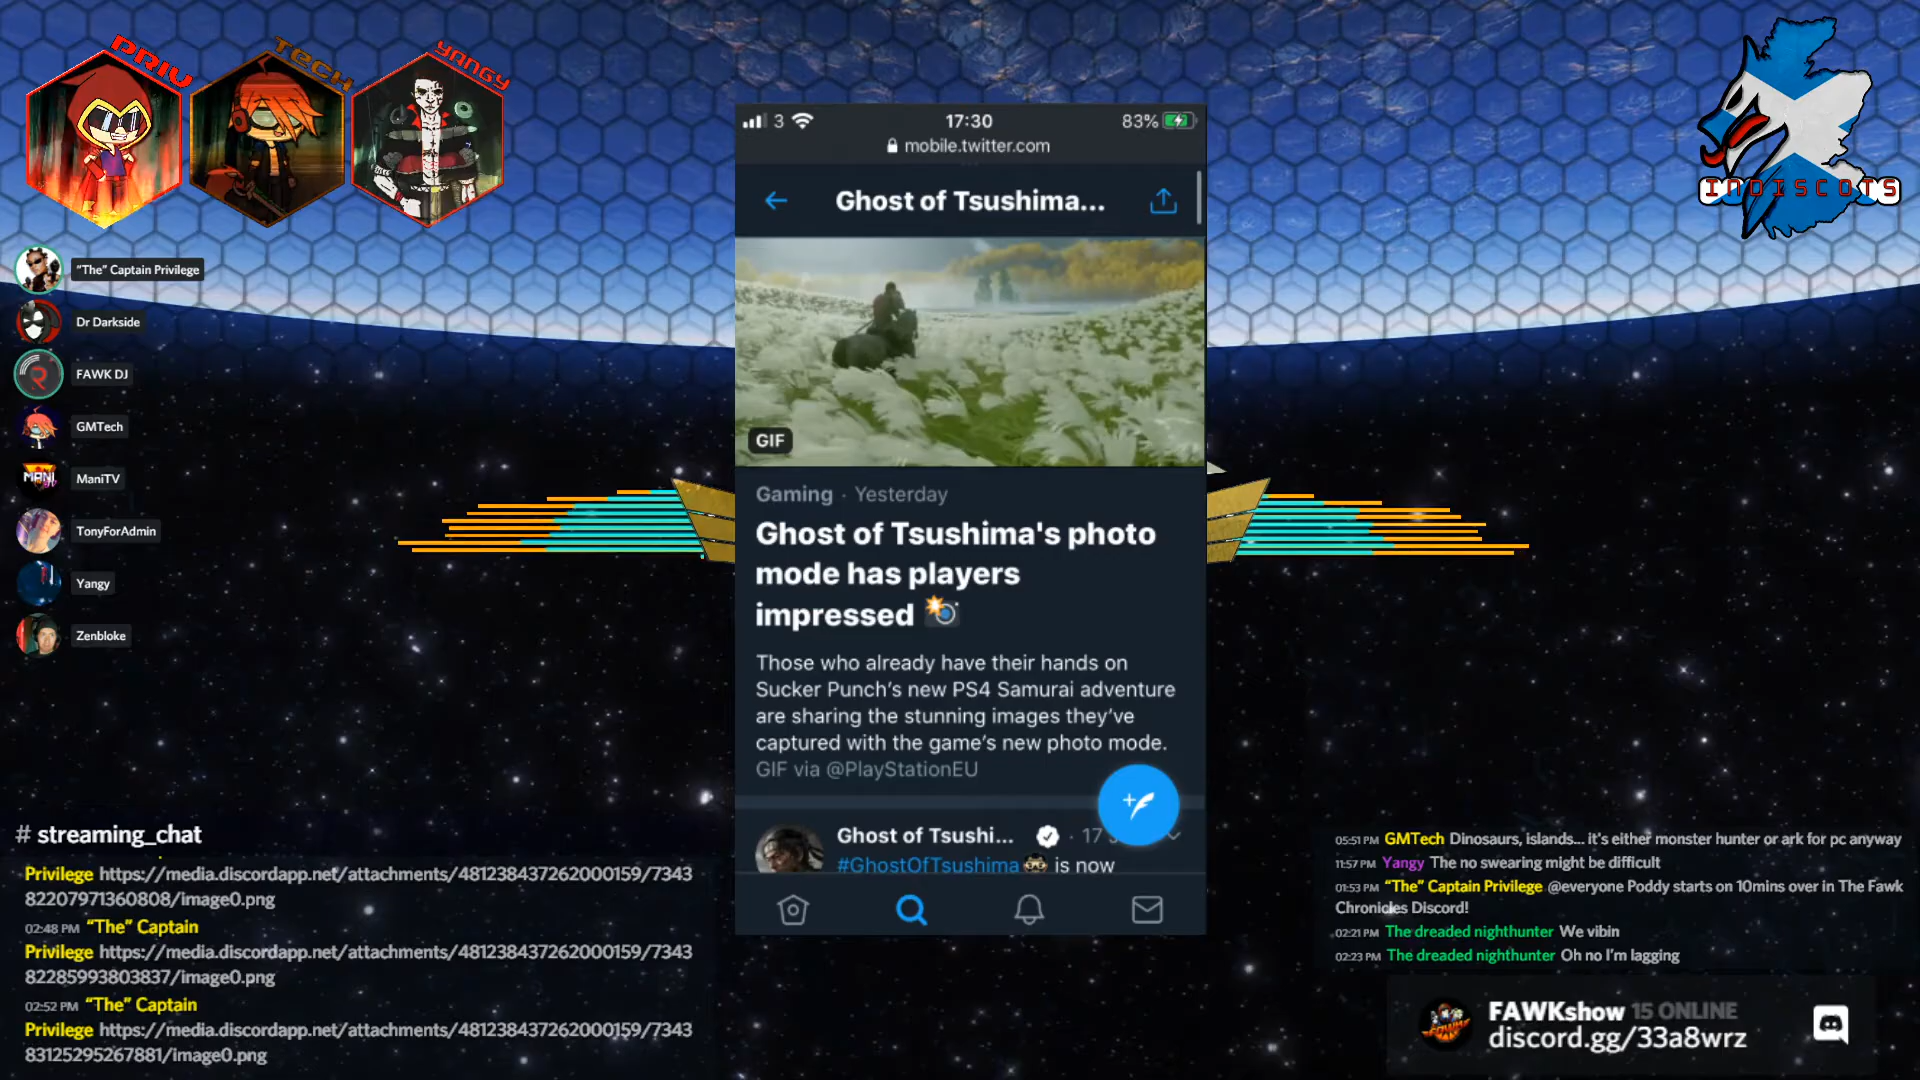 PRIV
TECH
YANGY
INDISCOTS
"The" Captain Privilege
Dr Darkside
FAWK DJ
GMTech
MANI
ManiTV
TonyForAdmin
Yangy
Zenbloke
3
17:30
83%
mobile.twitter.com
Ghost of Tsushima...
GIF
Gaming · Yesterday
Ghost of Tsushima's photo
mode has players
impressed 📸
Those who already have their hands on
Sucker Punch's new PS4 Samurai adventure
are sharing the stunning images they've
captured with the game's new photo mode.
GIF via @PlayStationEU
Ghost of Tsushi... · 17
#GhostOfTsushima is now
# streaming_chat
Privilege https://media.discordapp.net/attachments/481238437262000159/7343
82207971360808/image0.png
02:48 PM "The" Captain
Privilege https://media.discordapp.net/attachments/481238437262000159/7343
82285993803837/image0.png
02:52 PM "The" Captain
Privilege https://media.discordapp.net/attachments/481238437262000159/7343
83125295267881/image0.png
05:51 PM GMTech Dinosaurs, islands... it's either monster hunter or ark for pc anyway
11:57 PM Yangy The no swearing might be difficult
01:53 PM "The" Captain Privilege @everyone Poddy starts on 10mins over in The Fawk
Chronicles Discord!
02:21 PM The dreaded nighthunter We vibin
02:23 PM The dreaded nighthunter Oh no I'm lagging
FAWKshow 15 ONLINE
discord.gg/33a8wrz